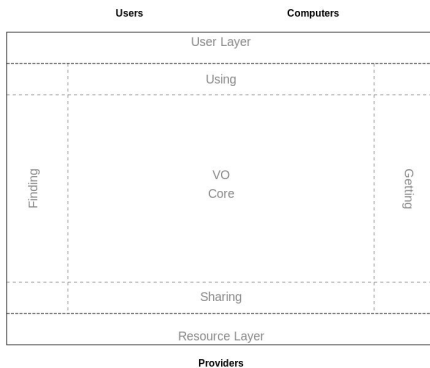 Users Computers
User Layer
Using
Finding
VO
Core
Getting
Sharing
Resource Layer
Providers